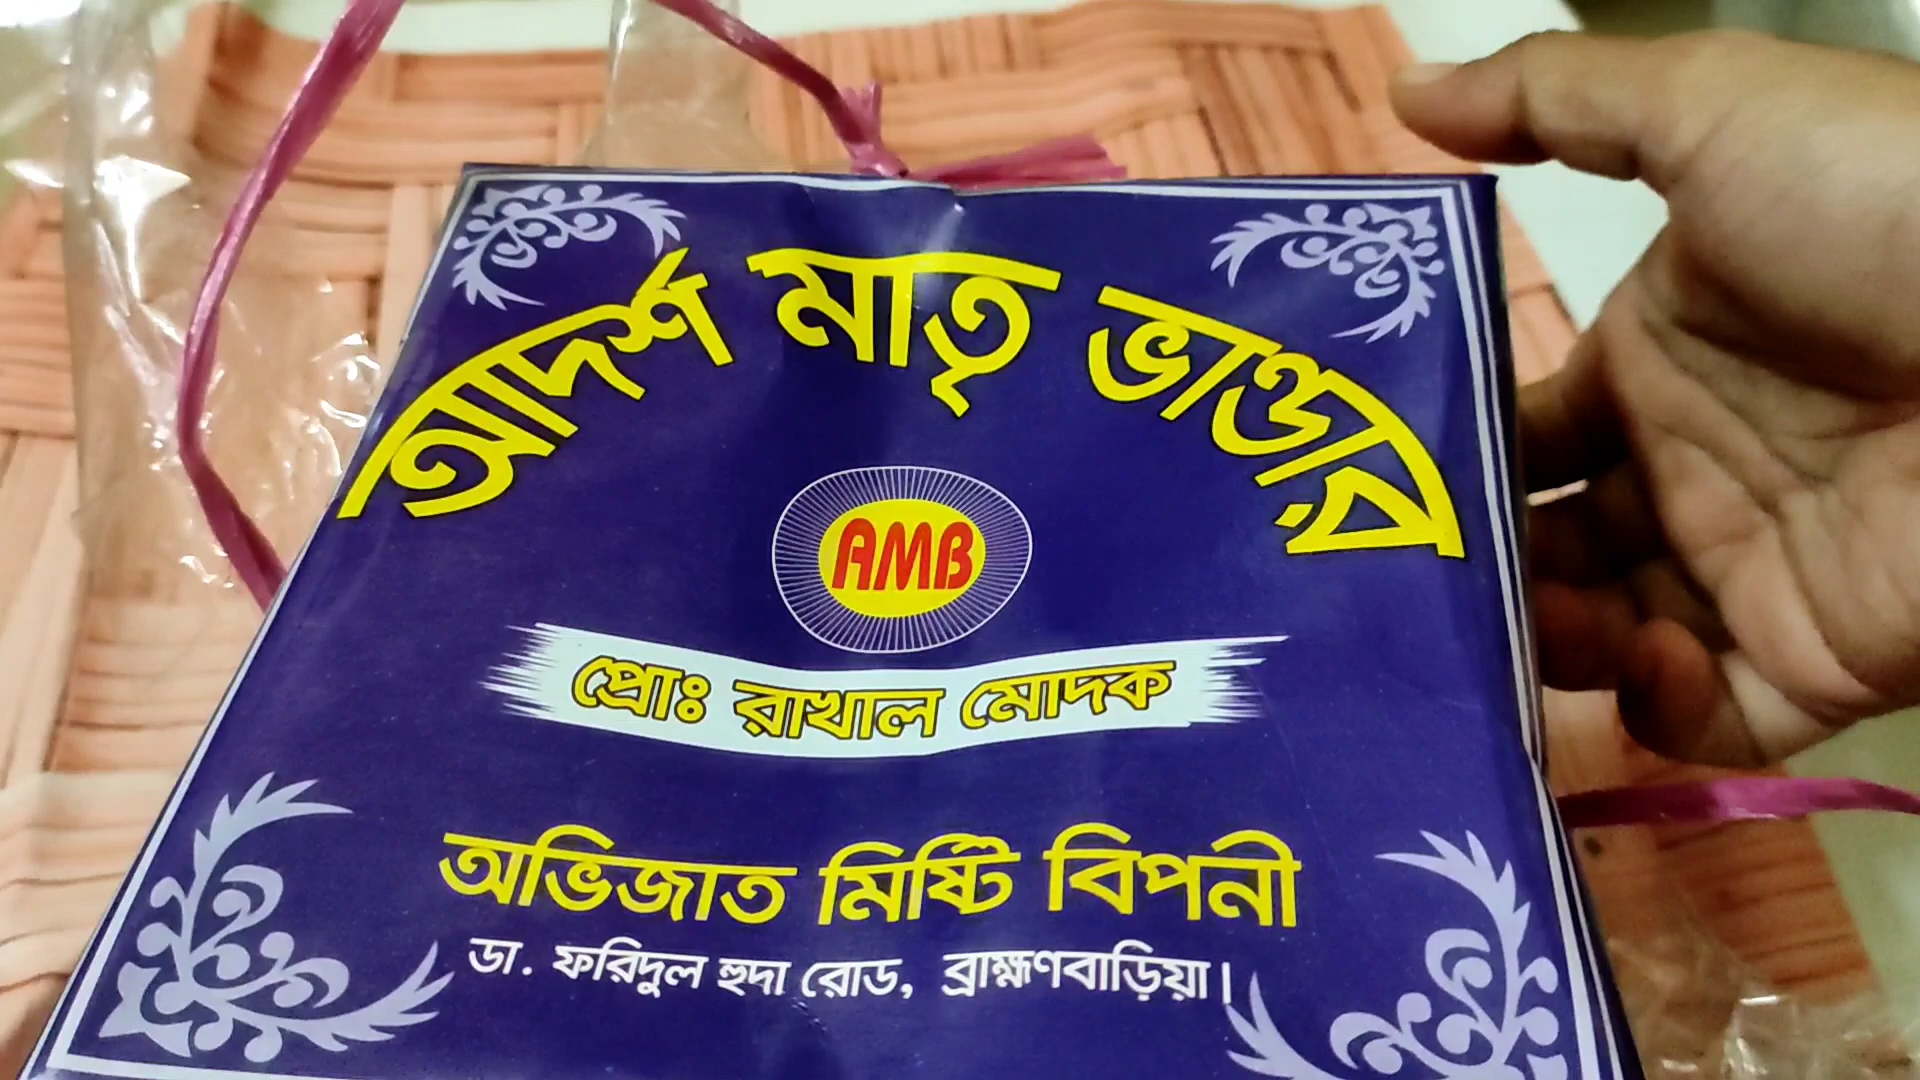 আদর্শ মাতৃ ভাণ্ডার
AMB
প্রোঃ রাখাল মোদক
অভিজাত মিষ্টি বিপনী
ডা. ফরিদুল হুদা রোড, ব্রাহ্মণবাড়িয়া।